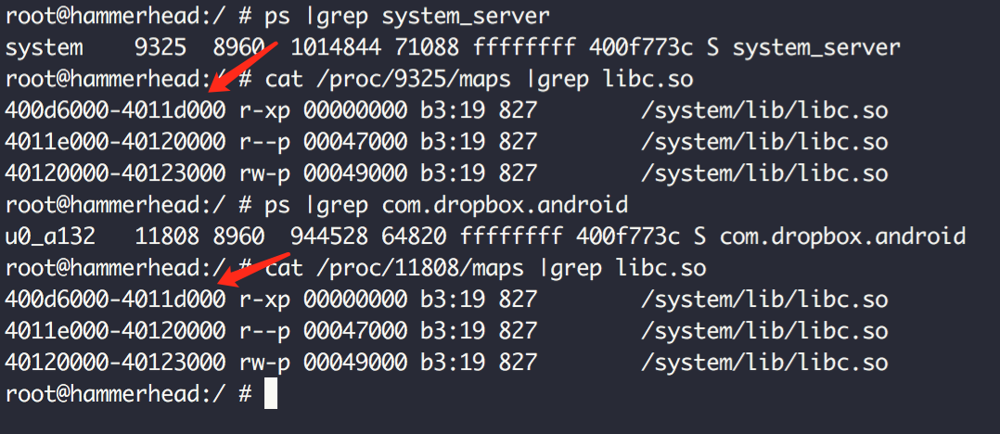 root@hammerhead:/ # ps |grep system_server
system    9325  8960  1014844 71088 ffffffff 400f773c S system_server
root@hammerhead:/ # cat /proc/9325/maps |grep libc.so
400d6000-4011d000 r-xp 00000000 b3:19 827        /system/lib/libc.so
4011e000-40120000 r--p 00047000 b3:19 827        /system/lib/libc.so
40120000-40123000 rw-p 00049000 b3:19 827        /system/lib/libc.so
root@hammerhead:/ # ps |grep com.dropbox.android
u0_a132   11808 8960  944528 64820 ffffffff 400f773c S com.dropbox.android
root@hammerhead:/ # cat /proc/11808/maps |grep libc.so
400d6000-4011d000 r-xp 00000000 b3:19 827        /system/lib/libc.so
4011e000-40120000 r--p 00047000 b3:19 827        /system/lib/libc.so
40120000-40123000 rw-p 00049000 b3:19 827        /system/lib/libc.so
root@hammerhead:/ #